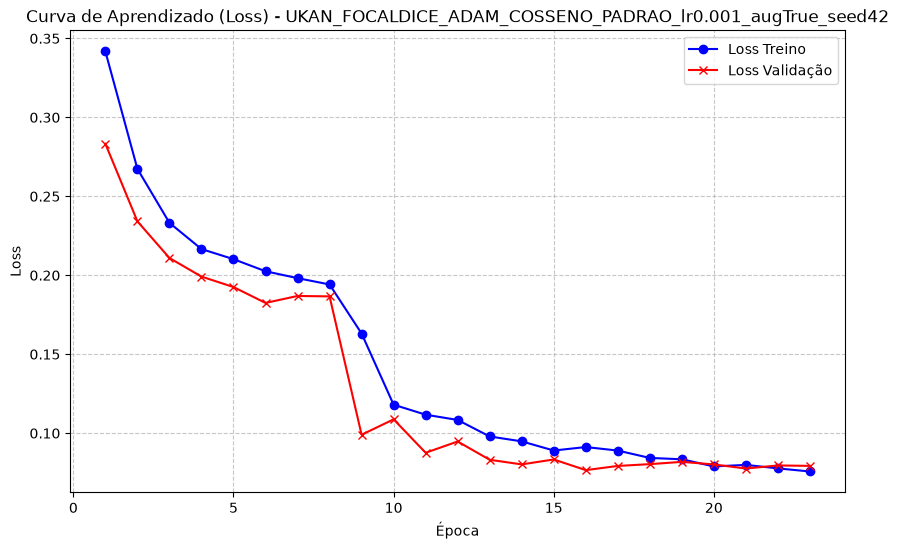 Curva de Aprendizado (Loss) - UKAN_FOCALDICE_ADAM_COSSENO_PADRAO_lr0.001_augTrue_seed42
0.35
0.30
0.25
0.20
0.15
0.10
Loss
Loss Treino
Loss Validação
0
5
10
15
20
Época